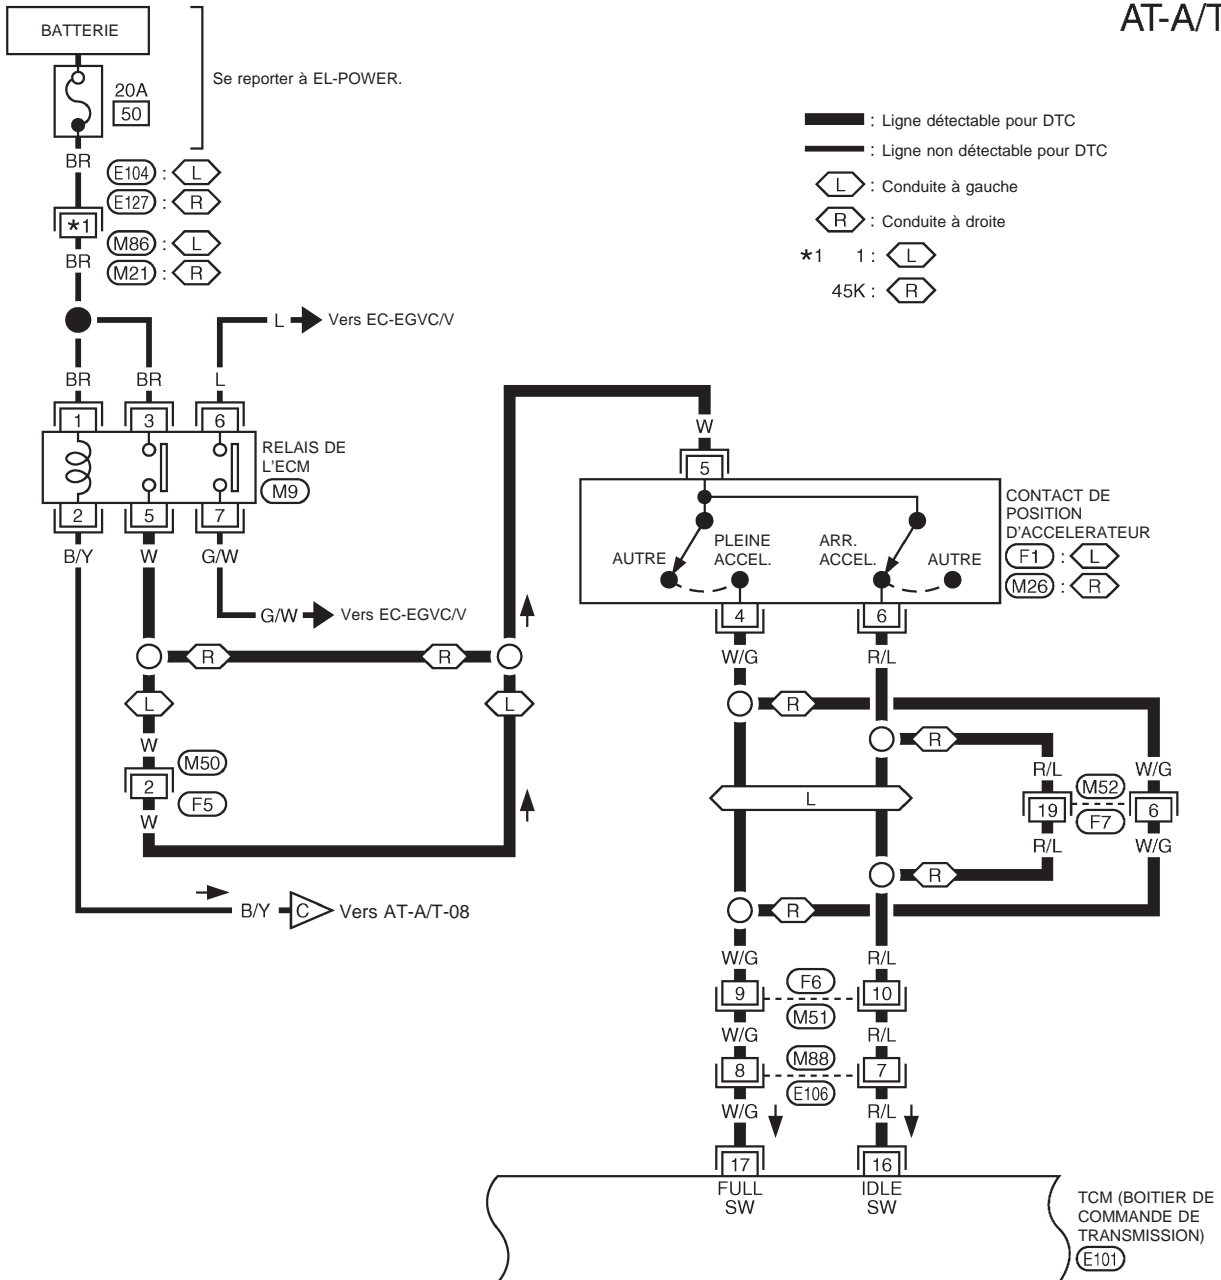 AT-A/T
BATTERIE
Se reporter à EL-POWER.
20A
50
BR
E104 : L
E127 : R
*1
M86 : L
M21 : R
BR
: Ligne détectable pour DTC
: Ligne non détectable pour DTC
L : Conduite à gauche
R : Conduite à droite
*1 1 : L
45K : R
L Vers EC-EGVC/V
BR BR L
1 3 6
RELAIS DE
L'ECM
M9
2 5 7
B/Y W G/W
G/W Vers EC-EGVC/V
W
5
CONTACT DE
POSITION
D'ACCELERATEUR
F1 : L
M26 : R
AUTRE
PLEINE
ACCEL.
ARR.
ACCEL.
AUTRE
4 6
W/G R/L
R R
L L
W
M50
2
F5
W
B/Y C Vers AT-A/T-08
R
R
R/L W/G
L
M52
19 6
F7
R/L W/G
R
R
W/G R/L
9 F6 10
M51
W/G R/L
8 M88 7
E106
W/G R/L
17 16
FULL
SW
IDLE
SW
TCM (BOITIER DE
COMMANDE DE
TRANSMISSION)
E101